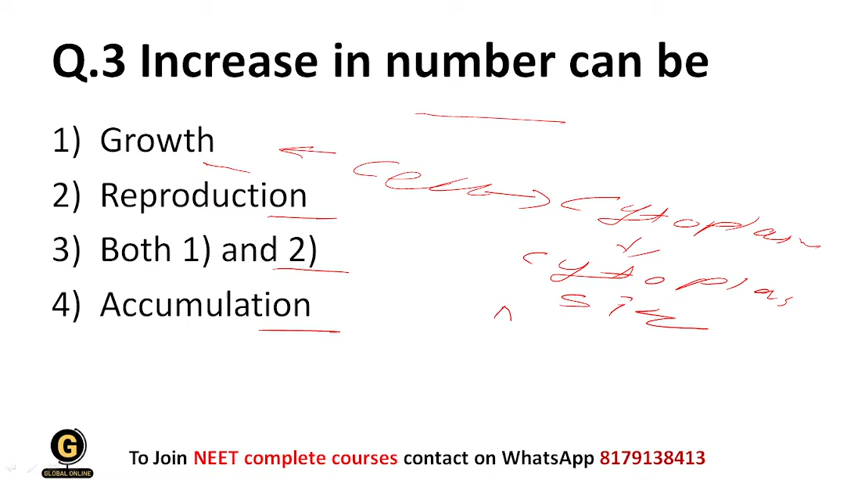 Q.3 Increase in number can be
1) Growth
2) Reproduction
3) Both 1) and 2)
4) Accumulation
cell
cytoplasm
cytoplas
size
G
GLOBAL ONLINE
To Join NEET complete courses contact on WhatsApp 8179138413